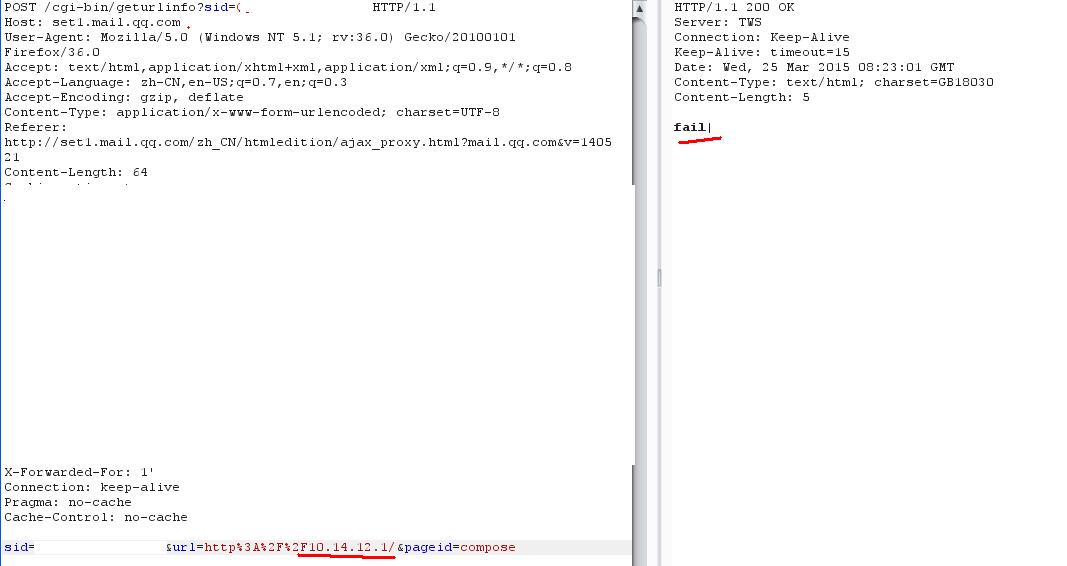 POST /cgi-bin/geturlinfo?sid=( HTTP/1.1
Host: set1.mail.qq.com
User-Agent: Mozilla/5.0 (Windows NT 5.1; rv:36.0) Gecko/20100101
Firefox/36.0
Accept: text/html,application/xhtml+xml,application/xml;q=0.9,*/*;q=0.8
Accept-Language: zh-CN,en-US;q=0.7,en;q=0.3
Accept-Encoding: gzip, deflate
Content-Type: application/x-www-form-urlencoded; charset=UTF-8
Referer:
http://set1.mail.qq.com/zh_CN/htmledition/ajax_proxy.html?mail.qq.com&v=1405
21
Content-Length: 64
X-Forwarded-For: 1'
Connection: keep-alive
Pragma: no-cache
Cache-Control: no-cache
sid= &url=http%3A%2F%2F10.14.12.1/&pageid=compose
HTTP/1.1 200 OK
Server: TWS
Connection: Keep-Alive
Keep-Alive: timeout=15
Date: Wed, 25 Mar 2015 08:23:01 GMT
Content-Type: text/html; charset=GB18030
Content-Length: 5
fail|